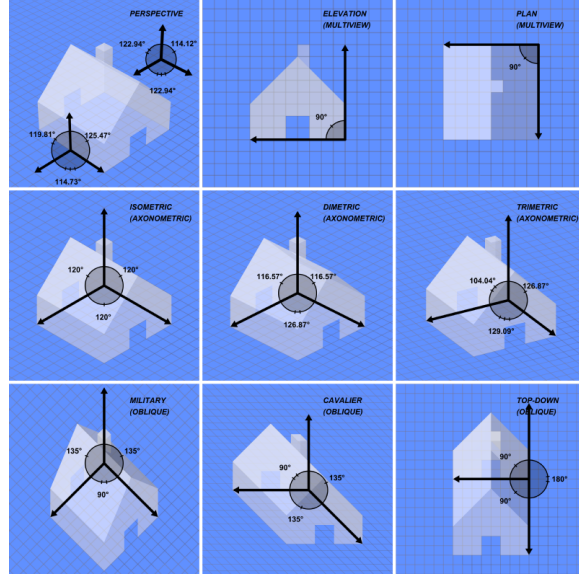 PERSPECTIVE
122.94°
114.12°
122.94°
119.81°
125.47°
114.73°
ELEVATION
(MULTIVIEW)
90°
PLAN
(MULTIVIEW)
90°
ISOMETRIC
(AXONOMETRIC)
120°
120°
120°
DIMETRIC
(AXONOMETRIC)
116.57°
116.57°
126.87°
TRIMETRIC
(AXONOMETRIC)
104.04°
126.87°
129.09°
MILITARY
(OBLIQUE)
135°
135°
90°
CAVALIER
(OBLIQUE)
90°
135°
135°
TOP-DOWN
(OBLIQUE)
90°
180°
90°